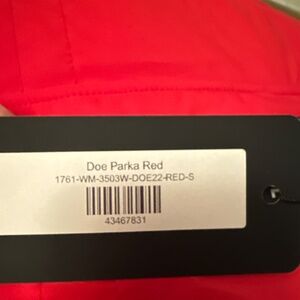 Doe Parka Red
1761-WM-3503W-DOE22-RED-S
43467831